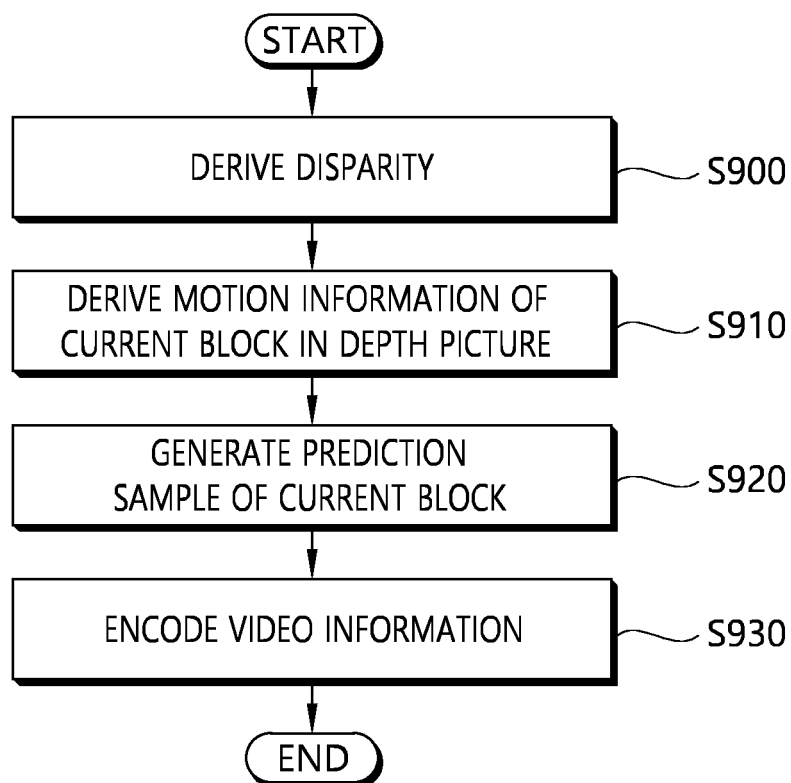 START
DERIVE DISPARITY
S900
DERIVE MOTION INFORMATION OF
CURRENT BLOCK IN DEPTH PICTURE
S910
GENERATE PREDICTION
SAMPLE OF CURRENT BLOCK
S920
ENCODE VIDEO INFORMATION
S930
END